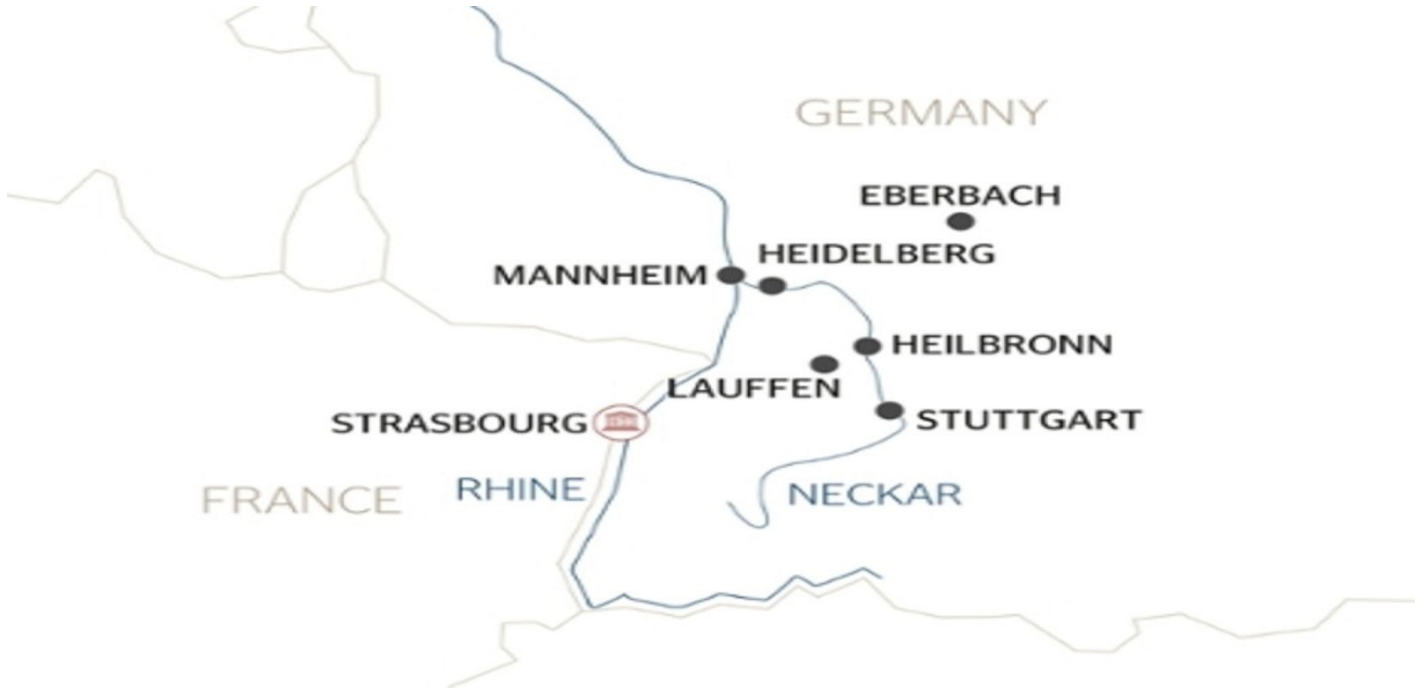 GERMANY
EBERBACH
HEIDELBERG
MANNHEIM
HEILBRONN
LAUFFEN
STRASBOURG
STUTTGART
FRANCE
RHINE
NECKAR